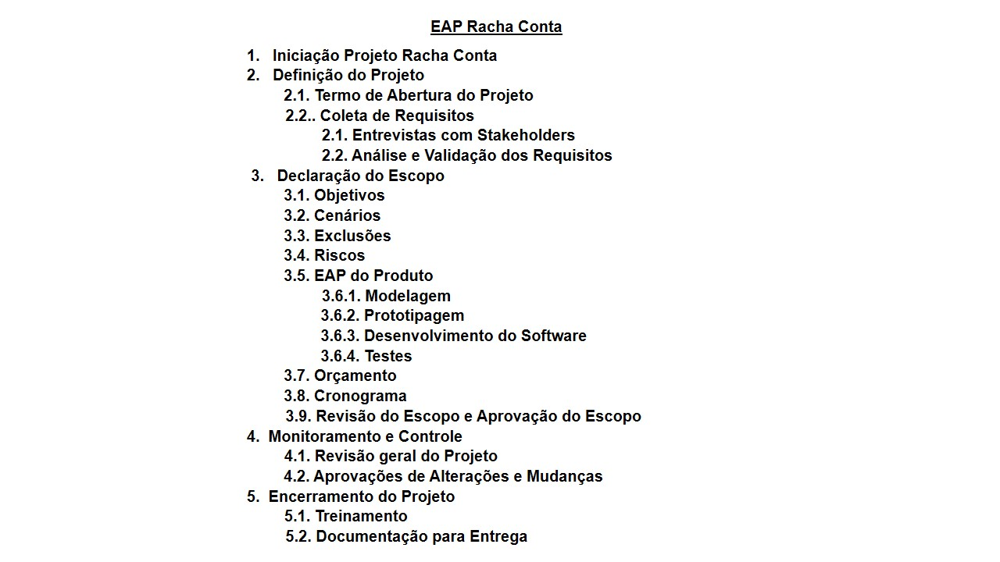 EAP Racha Conta
1. Iniciação Projeto Racha Conta
2. Definição do Projeto
2.1. Termo de Abertura do Projeto
2.2.. Coleta de Requisitos
2.1. Entrevistas com Stakeholders
2.2. Análise e Validação dos Requisitos
3. Declaração do Escopo
3.1. Objetivos
3.2. Cenários
3.3. Exclusões
3.4. Riscos
3.5. EAP do Produto
3.6.1. Modelagem
3.6.2. Prototipagem
3.6.3. Desenvolvimento do Software
3.6.4. Testes
3.7. Orçamento
3.8. Cronograma
3.9. Revisão do Escopo e Aprovação do Escopo
4. Monitoramento e Controle
4.1. Revisão geral do Projeto
4.2. Aprovações de Alterações e Mudanças
5. Encerramento do Projeto
5.1. Treinamento
5.2. Documentação para Entrega